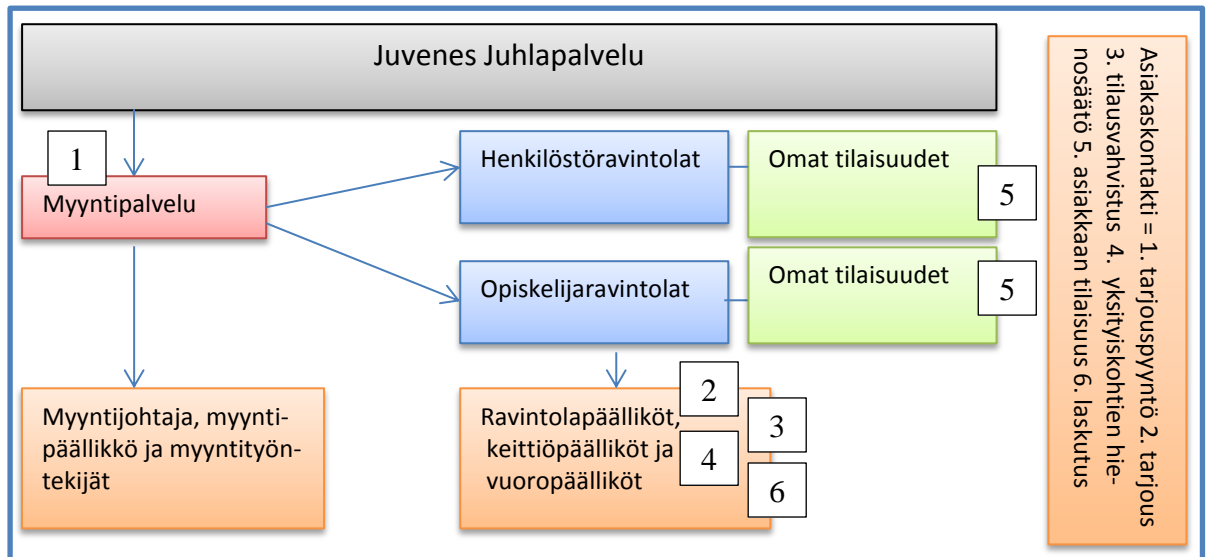 Juvenes Juhlapalvelu
1
Myyntipalvelu
Henkilöstöravintolat
Omat tilaisuudet
5
Opiskelijaravintolat
Omat tilaisuudet
5
Myyntijohtaja, myynti-
päällikkö ja myyntityön-
tekijät
Ravintolapäälliköt,
keittiöpäälliköt ja
vuoropäälliköt
2
3
4
6
Asiakaskontakti = 1. tarjouspyyntö 2. tarjous
3. tilausvahvistus 4. yksityiskohtien hie-
nosäätö 5. asiakkaan tilaisuus 6. laskutus